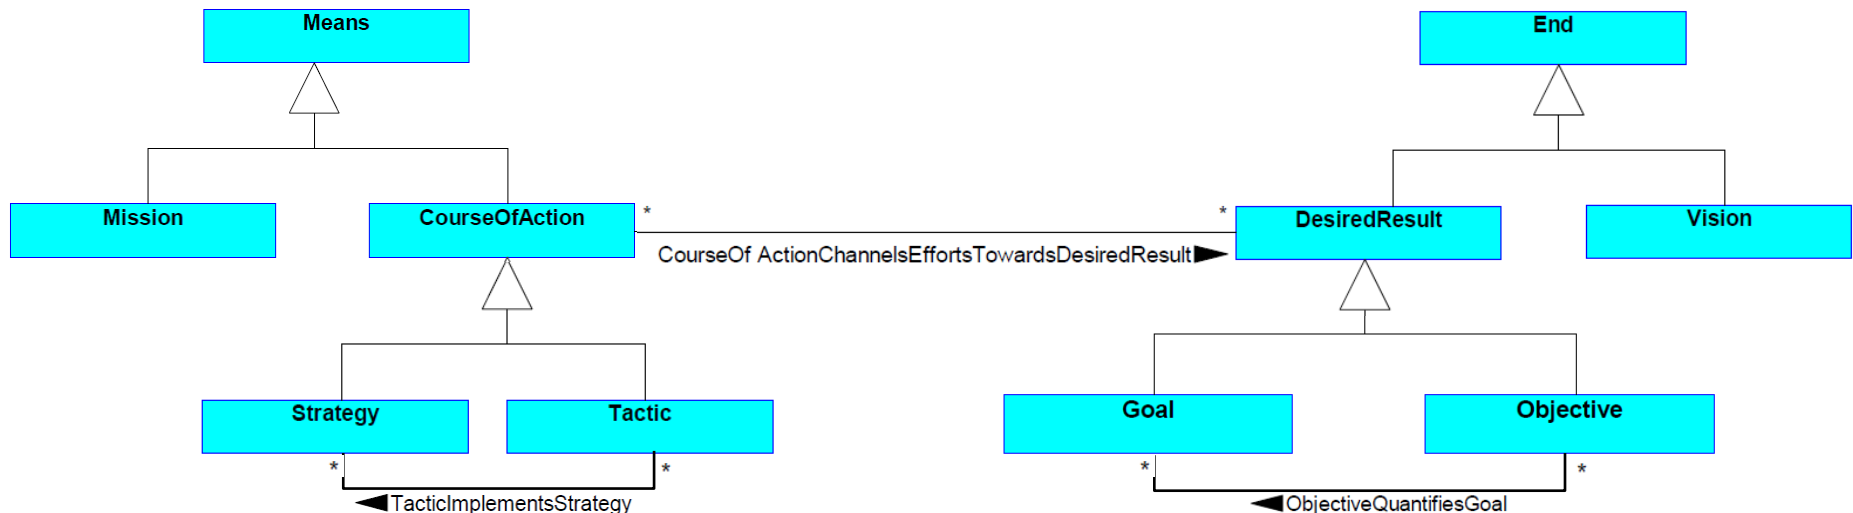 Means
End
Mission
CourseOfAction
*
*
DesiredResult
Vision
CourseOf ActionChannelsEffortsTowardsDesiredResult
Strategy
Tactic
Goal
Objective
*
*
*
*
TacticImplementsStrategy
ObjectiveQuantifiesGoal